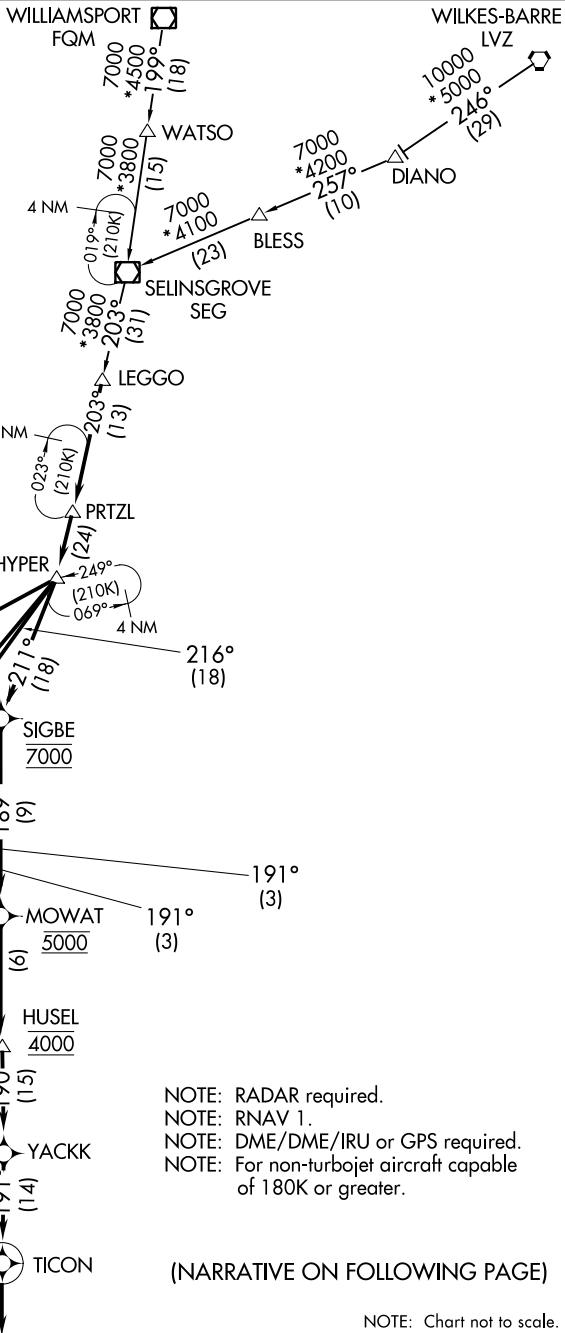 WILLIAMSPORT
FQM
WILKES-BARRE
LVZ
7000
*4500
199°
(18)
10000
*5000
246°
(29)
WATSO
7000
*3800
(15)
7000
*4200
257°
(10)
DIANO
4 NM
019°
(210K)
7000
*4100
(23)
BLESS
SELINSGROVE
SEG
7000
*3800
203°
(31)
LEGGO
203°
(13)
NM
023°
(210K)
PRTZL
(24)
HYPER
249°
(210K)
069°
4 NM
211°
(18)
216°
(18)
SIGBE
7000
(9)
191°
(3)
191°
(3)
MOWAT
5000
(6)
HUSEL
4000
190
(15)
YACKK
191
(14)
TICON
NOTE: RADAR required.
NOTE: RNAV 1.
NOTE: DME/DME/IRU or GPS required.
NOTE: For non-turbojet aircraft capable
of 180K or greater.
(NARRATIVE ON FOLLOWING PAGE)
NOTE: Chart not to scale.